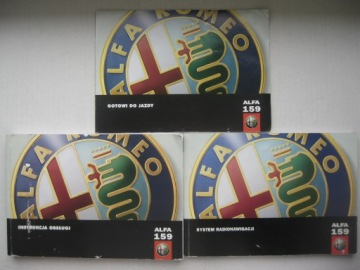 ALFA ROMEO
GOTOWI DO JAZDY
ALFA
159
ALFA ROMEO
INSTRUKCJA OBSŁUGI
ALFA
159
ALFA ROMEO
SYSTEM RADIONAWIGACJI
ALFA
159